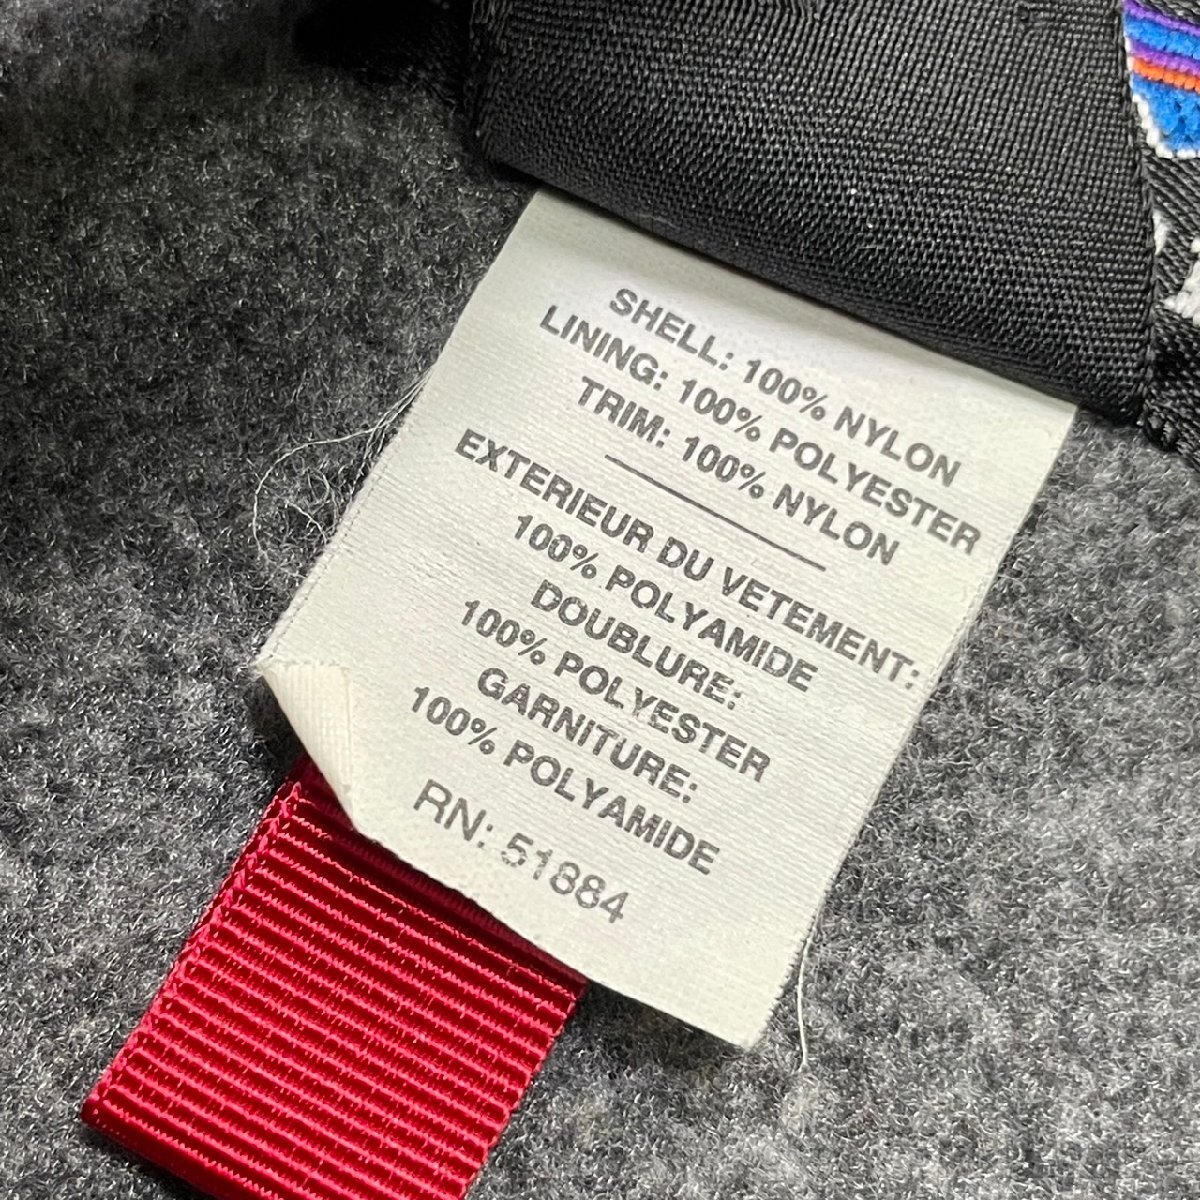 SHELL: 100% NYLON
LINING: 100% POLYESTER
TRIM: 100% NYLON
EXTERIEUR DU VETEMENT:
100% POLYAMIDE
DOUBLURE:
100% POLYESTER
GARNITURE:
100% POLYAMIDE
RN: 51884